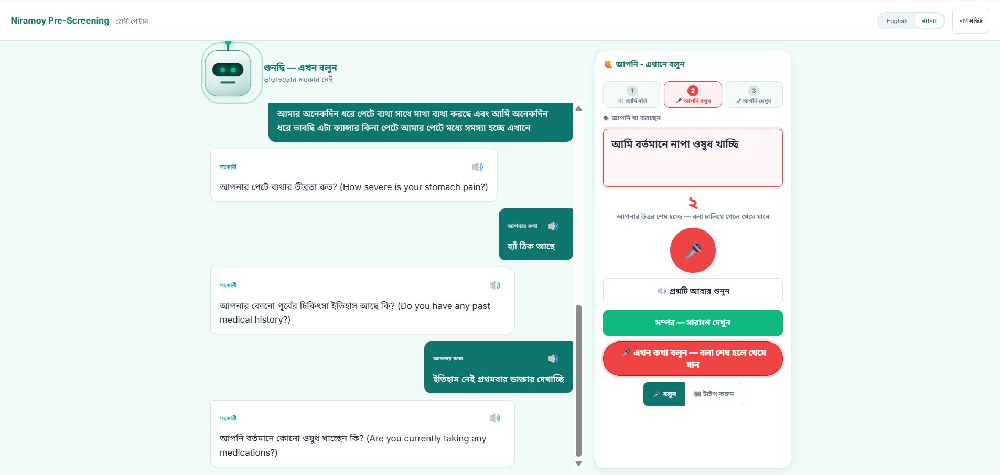 Niramoy Pre-Screening রোগী পোর্টাল
English বাংলা লগআউট
শুনছি — এখন বলুন
তাড়াহুড়োর দরকার নেই
আমার অনেকদিন ধরে পেটে ব্যথা সাথে মাথা ব্যথা করছে এবং আমি অনেকদিন
ধরে ভাবছি এটা ক্যান্সার কিনা পেটে আমার পেটে মধ্যে সমস্যা হচ্ছে এখানে
সহকারী
আপনার পেটে ব্যথার তীব্রতা কত? (How severe is your stomach pain?)
আপনার কথা
হ্যাঁ ঠিক আছে
সহকারী
আপনার কোনো পূর্বের চিকিৎসা ইতিহাস আছে কি? (Do you have any past
medical history?)
আপনার কথা
ইতিহাস নেই প্রথমবার ডাক্তার দেখাচ্ছি
সহকারী
আপনি বর্তমানে কোনো ওষুধ খাচ্ছেন কি? (Are you currently taking any
medications?)
আপনি - এখানে বলুন
1
আমি বলি
2
আপনি বলুন
3
✓ আপনি দেখুন
আপনি যা বলছেন
আমি বর্তমানে নাপা ওষুধ খাচ্ছি
২
আপনার উত্তর শেষ হচ্ছে — বলা চালিয়ে গেলে থেমে যাবে
প্রশ্নটি আবার শুনুন
সম্পন্ন — সারাংশ দেখুন
এখন কথা বলুন — বলা শেষ হলে থেমে
যান
বলুন
টাইপ করুন